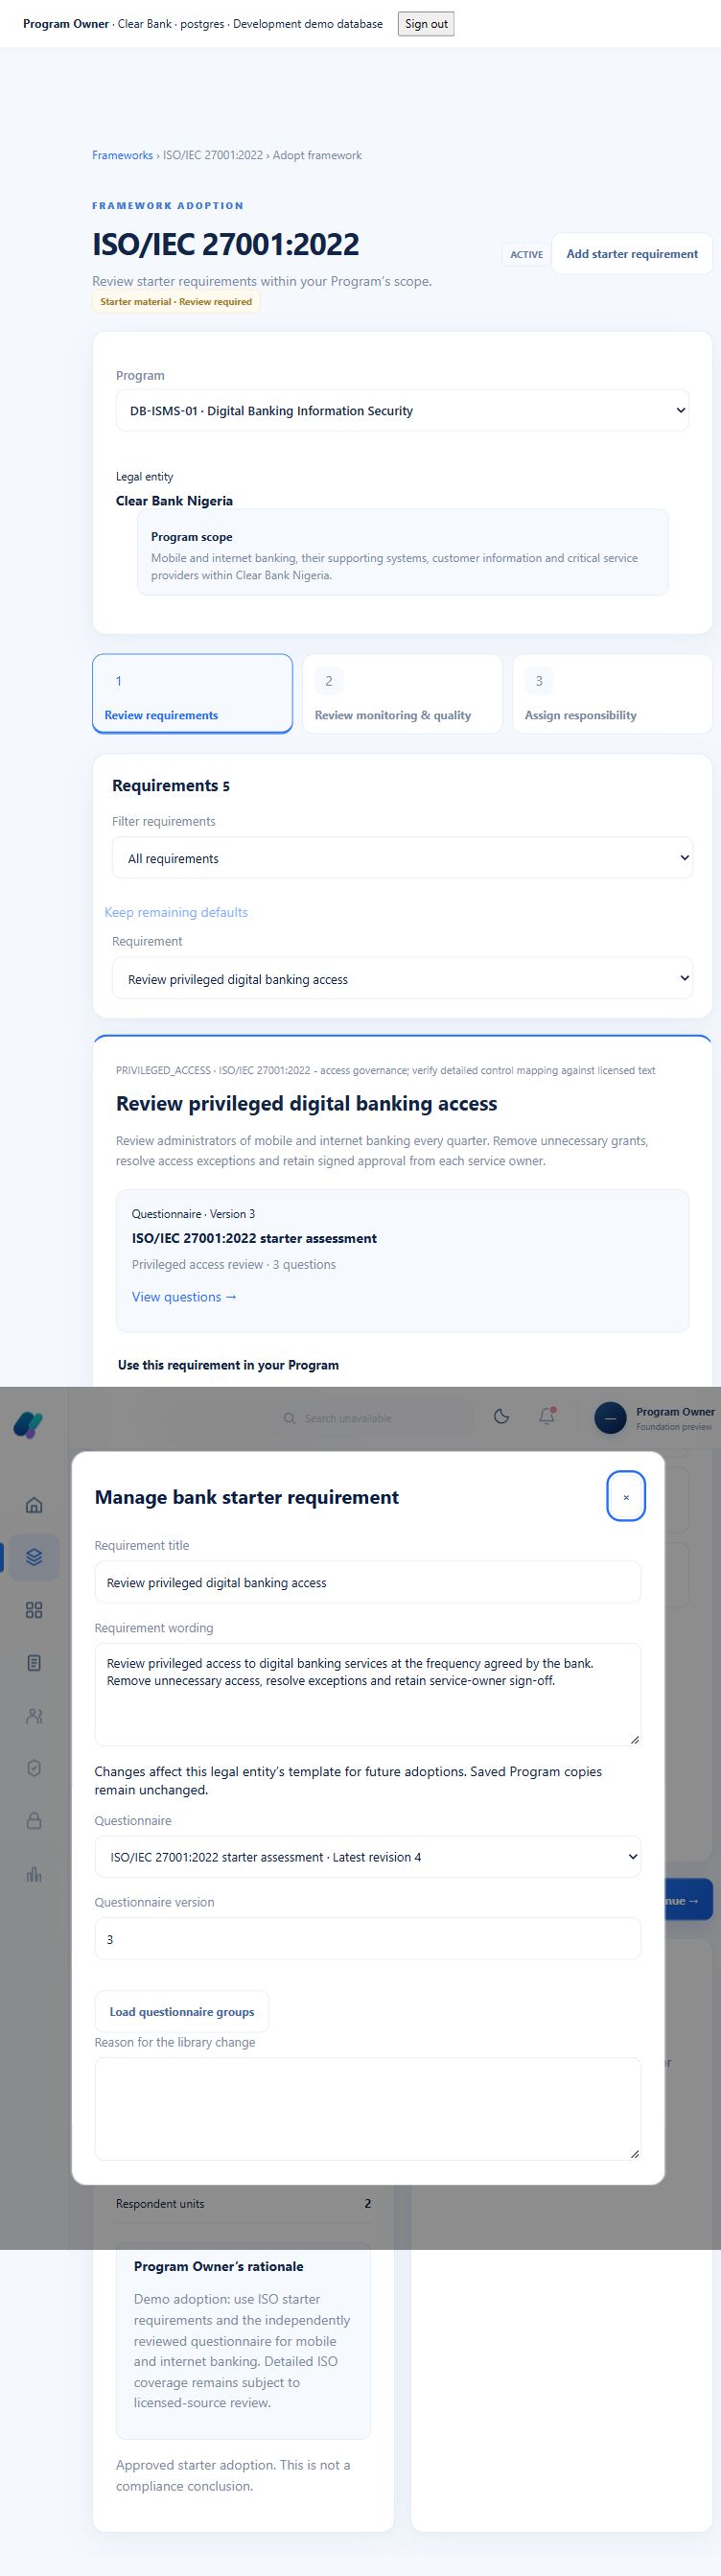 Program Owner · Clear Bank · postgres · Development demo database Sign out
Frameworks › ISO/IEC 27001:2022 › Adopt framework
FRAMEWORK ADOPTION
ISO/IEC 27001:2022
ACTIVE
Add starter requirement
Review starter requirements within your Program’s scope.
Starter material · Review required
Program
DB-ISMS-01 · Digital Banking Information Security
Legal entity
Clear Bank Nigeria
Program scope
Mobile and internet banking, their supporting systems, customer information and critical service
providers within Clear Bank Nigeria.
1
Review requirements
2
Review monitoring & quality
3
Assign responsibility
Requirements 5
Filter requirements
All requirements
Keep remaining defaults
Requirement
Review privileged digital banking access
PRIVILEGED_ACCESS · ISO/IEC 27001:2022 - access governance; verify detailed control mapping against licensed text
Review privileged digital banking access
Review administrators of mobile and internet banking every quarter. Remove unnecessary grants,
resolve access exceptions and retain signed approval from each service owner.
Questionnaire · Version 3
ISO/IEC 27001:2022 starter assessment
Privileged access review · 3 questions
View questions →
Use this requirement in your Program
Search unavailable
Program Owner
Foundation preview
Manage bank starter requirement
×
Requirement title
Review privileged digital banking access
Requirement wording
Review privileged access to digital banking services at the frequency agreed by the bank.
Remove unnecessary access, resolve exceptions and retain service-owner sign-off.
Changes affect this legal entity’s template for future adoptions. Saved Program copies
remain unchanged.
Questionnaire
ISO/IEC 27001:2022 starter assessment · Latest revision 4
Questionnaire version
nue →
3
Load questionnaire groups
Reason for the library change
Respondent units 2
Program Owner’s rationale
Demo adoption: use ISO starter
requirements and the independently
reviewed questionnaire for mobile
and internet banking. Detailed ISO
coverage remains subject to
licensed-source review.
Approved starter adoption. This is not a
compliance conclusion.